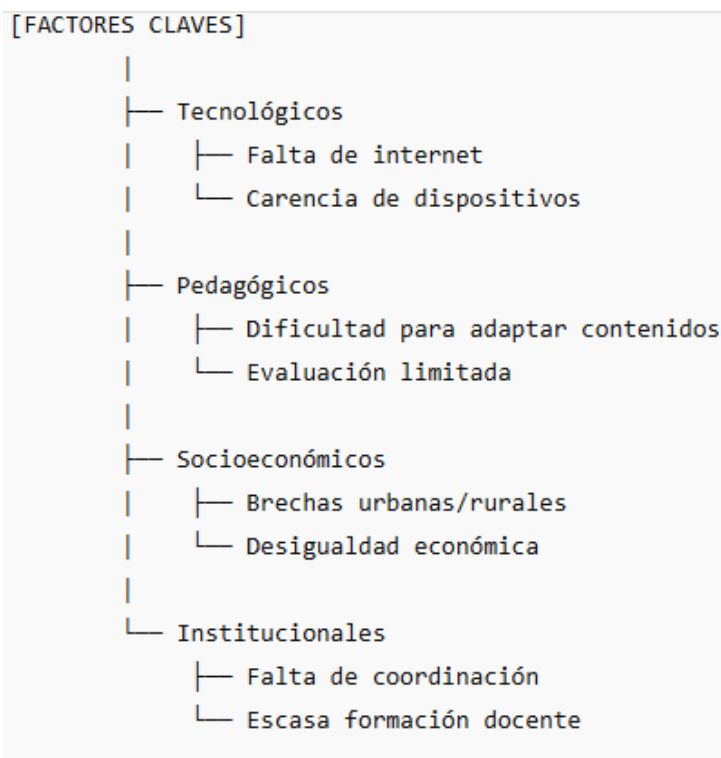 [FACTORES CLAVES]
Tecnológicos
Falta de internet
Carencia de dispositivos
Pedagógicos
Dificultad para adaptar contenidos
Evaluación limitada
Socioeconómicos
Brechas urbanas/rurales
Desigualdad económica
Institucionales
Falta de coordinación
Escasa formación docente